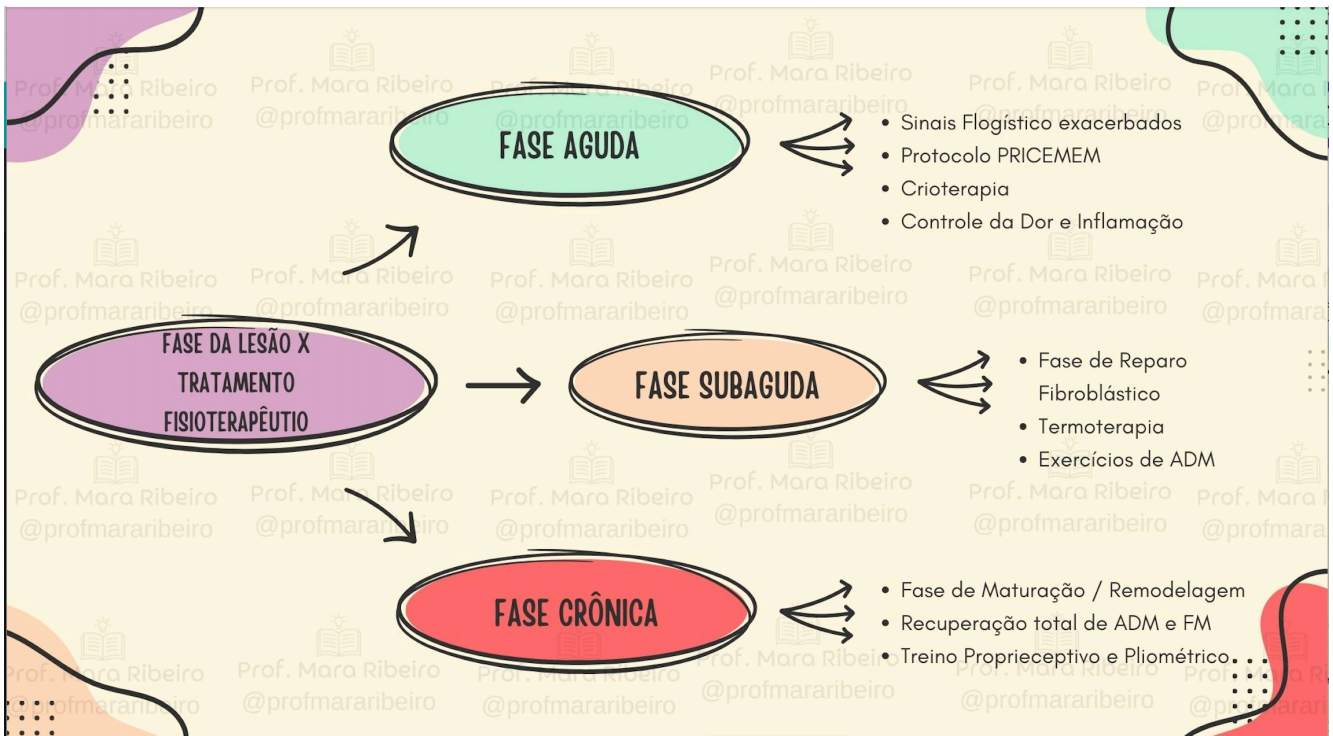 FASE AGUDA
• Sinais Flogístico exacerbados
• Protocolo PRICEMEM
• Crioterapia
• Controle da Dor e Inflamação
FASE DA LESÃO X
TRATAMENTO
FISIOTERAPÊUTIO
FASE SUBAGUDA
• Fase de Reparo
Fibroblástico
• Termoterapia
• Exercícios de ADM
FASE CRÔNICA
• Fase de Maturação / Remodelagem
• Recuperação total de ADM e FM
• Treino Proprieceptivo e Pliométrico
Prof. Mara Ribeiro
@profmararibeiro